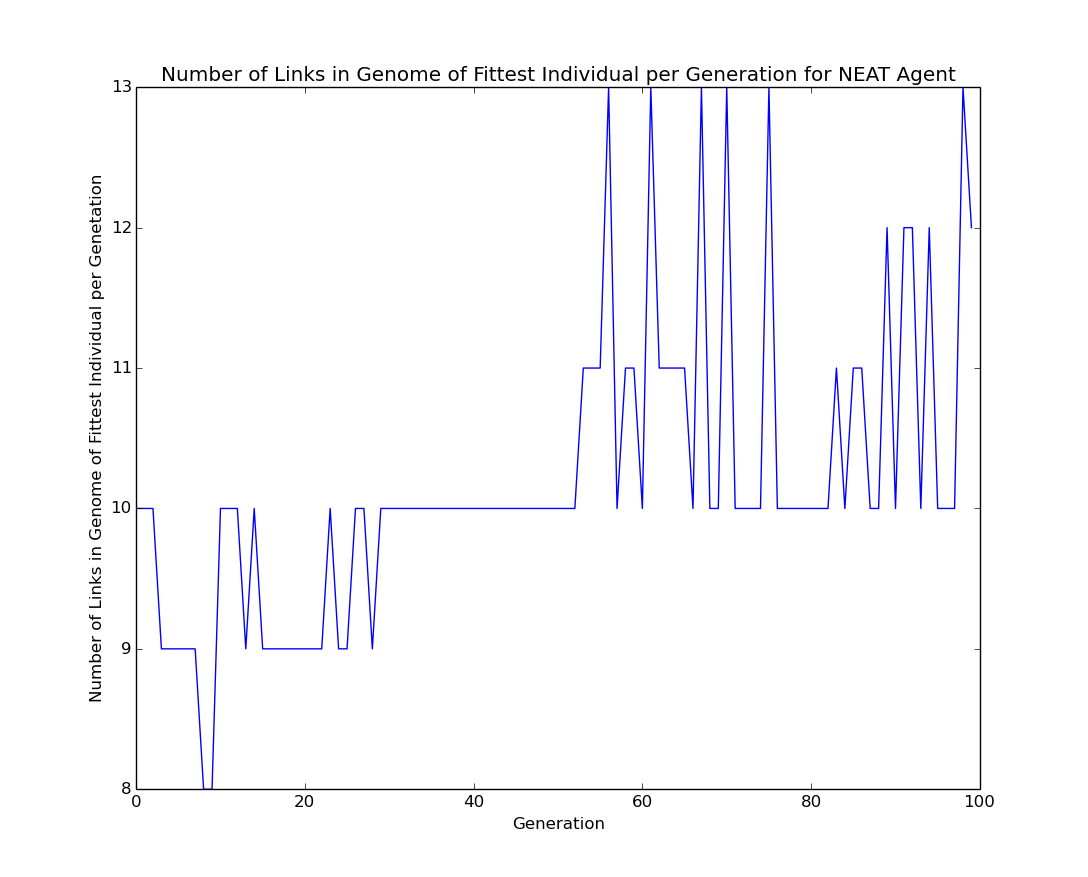 Number of Links in Genome of Fittest Individual per Generation for NEAT Agent
13
12
11
10
9
8
Number of Links in Genome of Fittest Individual per Genetation
0 20 40 60 80 100
Generation